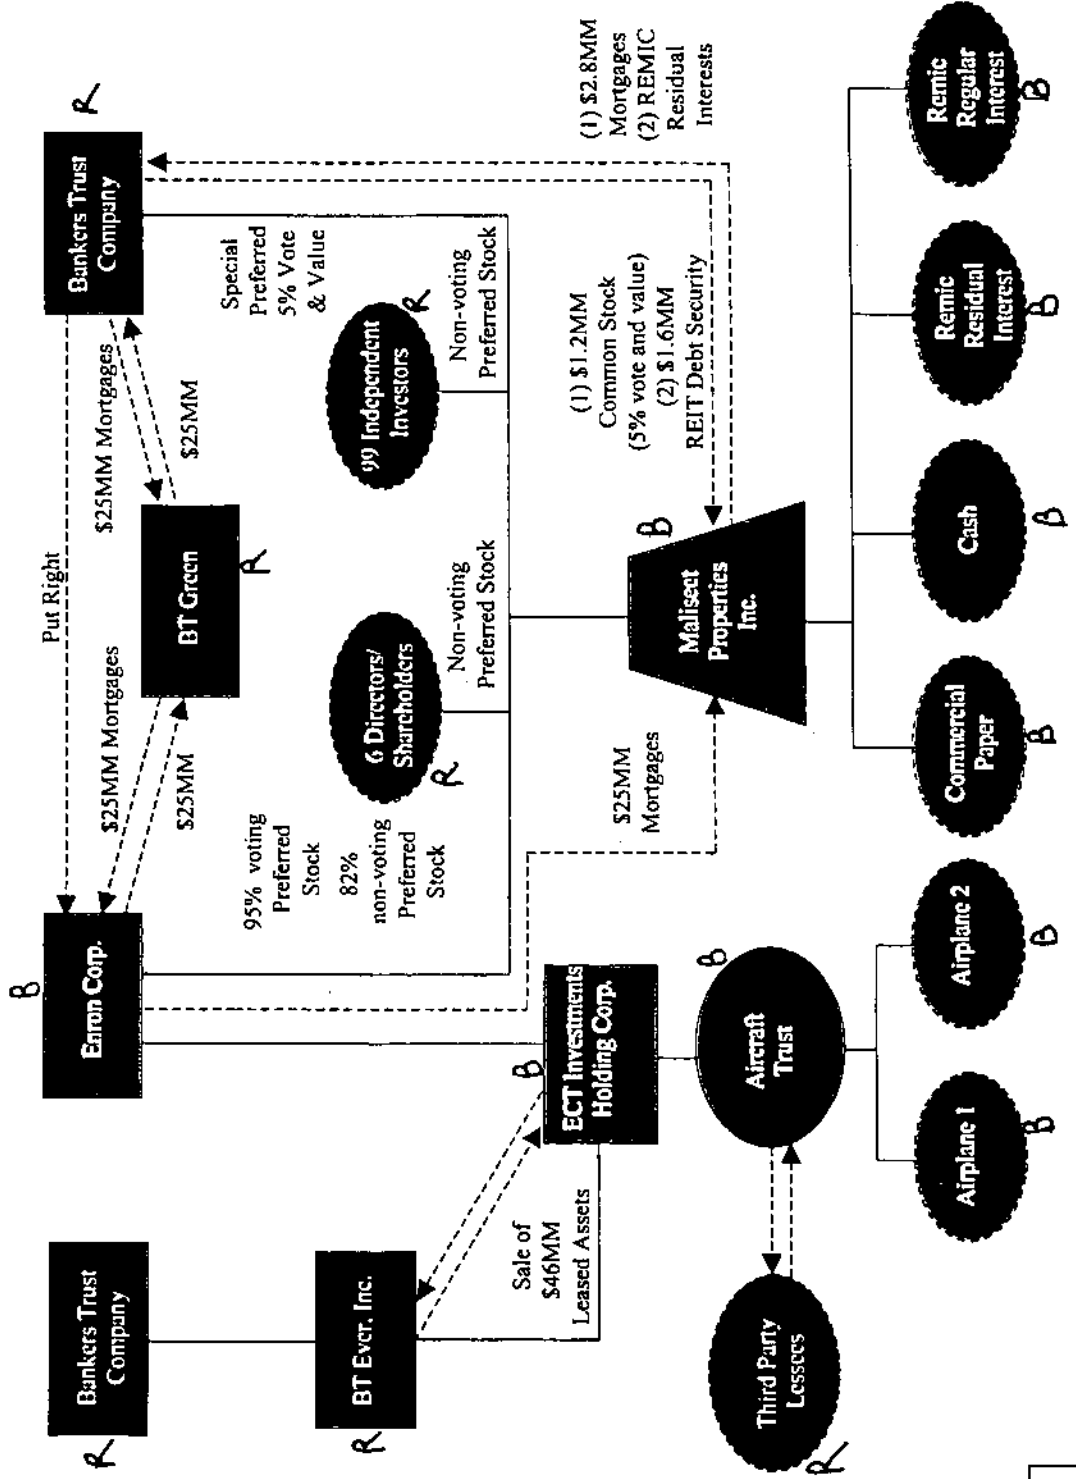 Bankers Trust
Company
R
BT Ever, Inc.
R
Sale of
$46MM
Leased Assets
Third Party
Lessees
R
Enron Corp.
B
ECT Investments
Holding Corp.
B
Aircraft
Trust
B
Airplane 1
B
Airplane 2
B
Put Right
$25MM Mortgages
$25MM
BT Green
R
$25MM Mortgages
$25MM
Bankers Trust
Company
R
95% voting
Preferred
Stock
82%
non-voting
Preferred
Stock
6 Directors/
Shareholders
R
Non-voting
Preferred Stock
99 Independent
Investors
R
Non-voting
Preferred Stock
Special
Preferred
5% Vote
& Value
$25MM
Mortgages
Maliseet
Properties
Inc.
B
(1) $1.2MM
Common Stock
(5% vote and value)
(2) $1.6MM
REIT Debt Security
(1) $2.8MM
Mortgages
(2) REMIC
Residual
Interests
Commercial
Paper
B
Cash
B
Remic
Residual
Interest
B
Remic
Regular
Interest
B